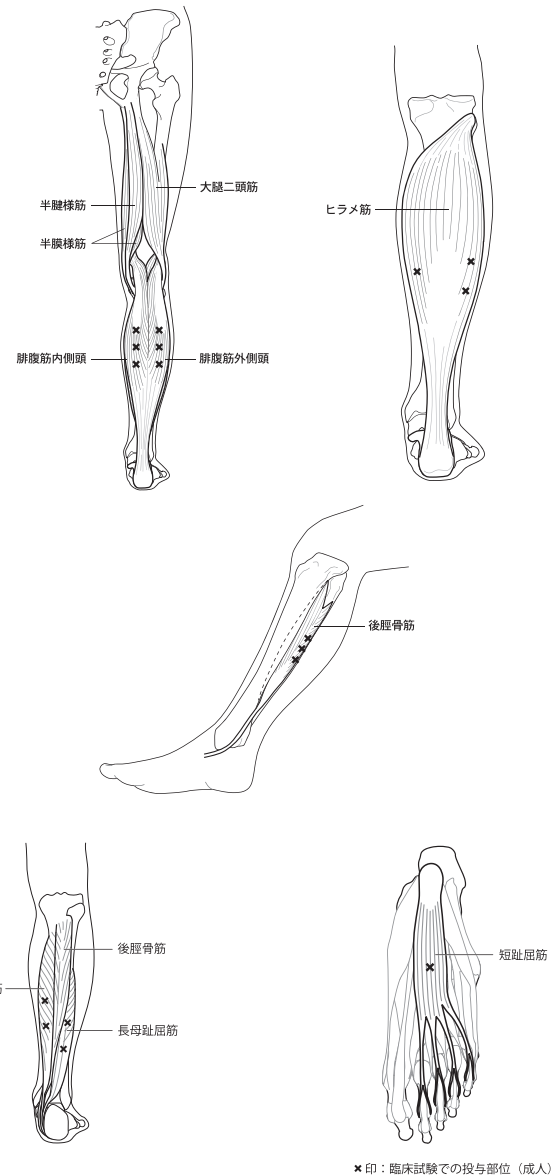 大腿二頭筋
半腱様筋
ヒラメ筋
半膜様筋
腓腹筋内側頭
腓腹筋外側頭
後脛骨筋
後脛骨筋
短趾屈筋
筋
長母趾屈筋
✖印：臨床試験での投与部位（成人）